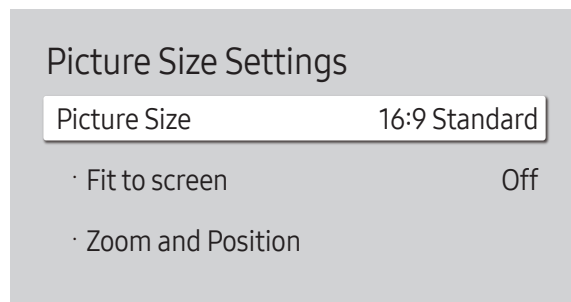 Picture Size Settings
Picture Size 16:9 Standard
· Fit to screen Off
· Zoom and Position